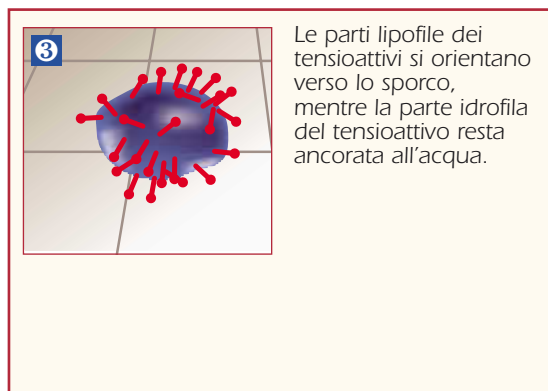 3
Le parti lipofile dei
tensioattivi si orientano
verso lo sporco,
mentre la parte idrofila
del tensioattivo resta
ancorata all'acqua.